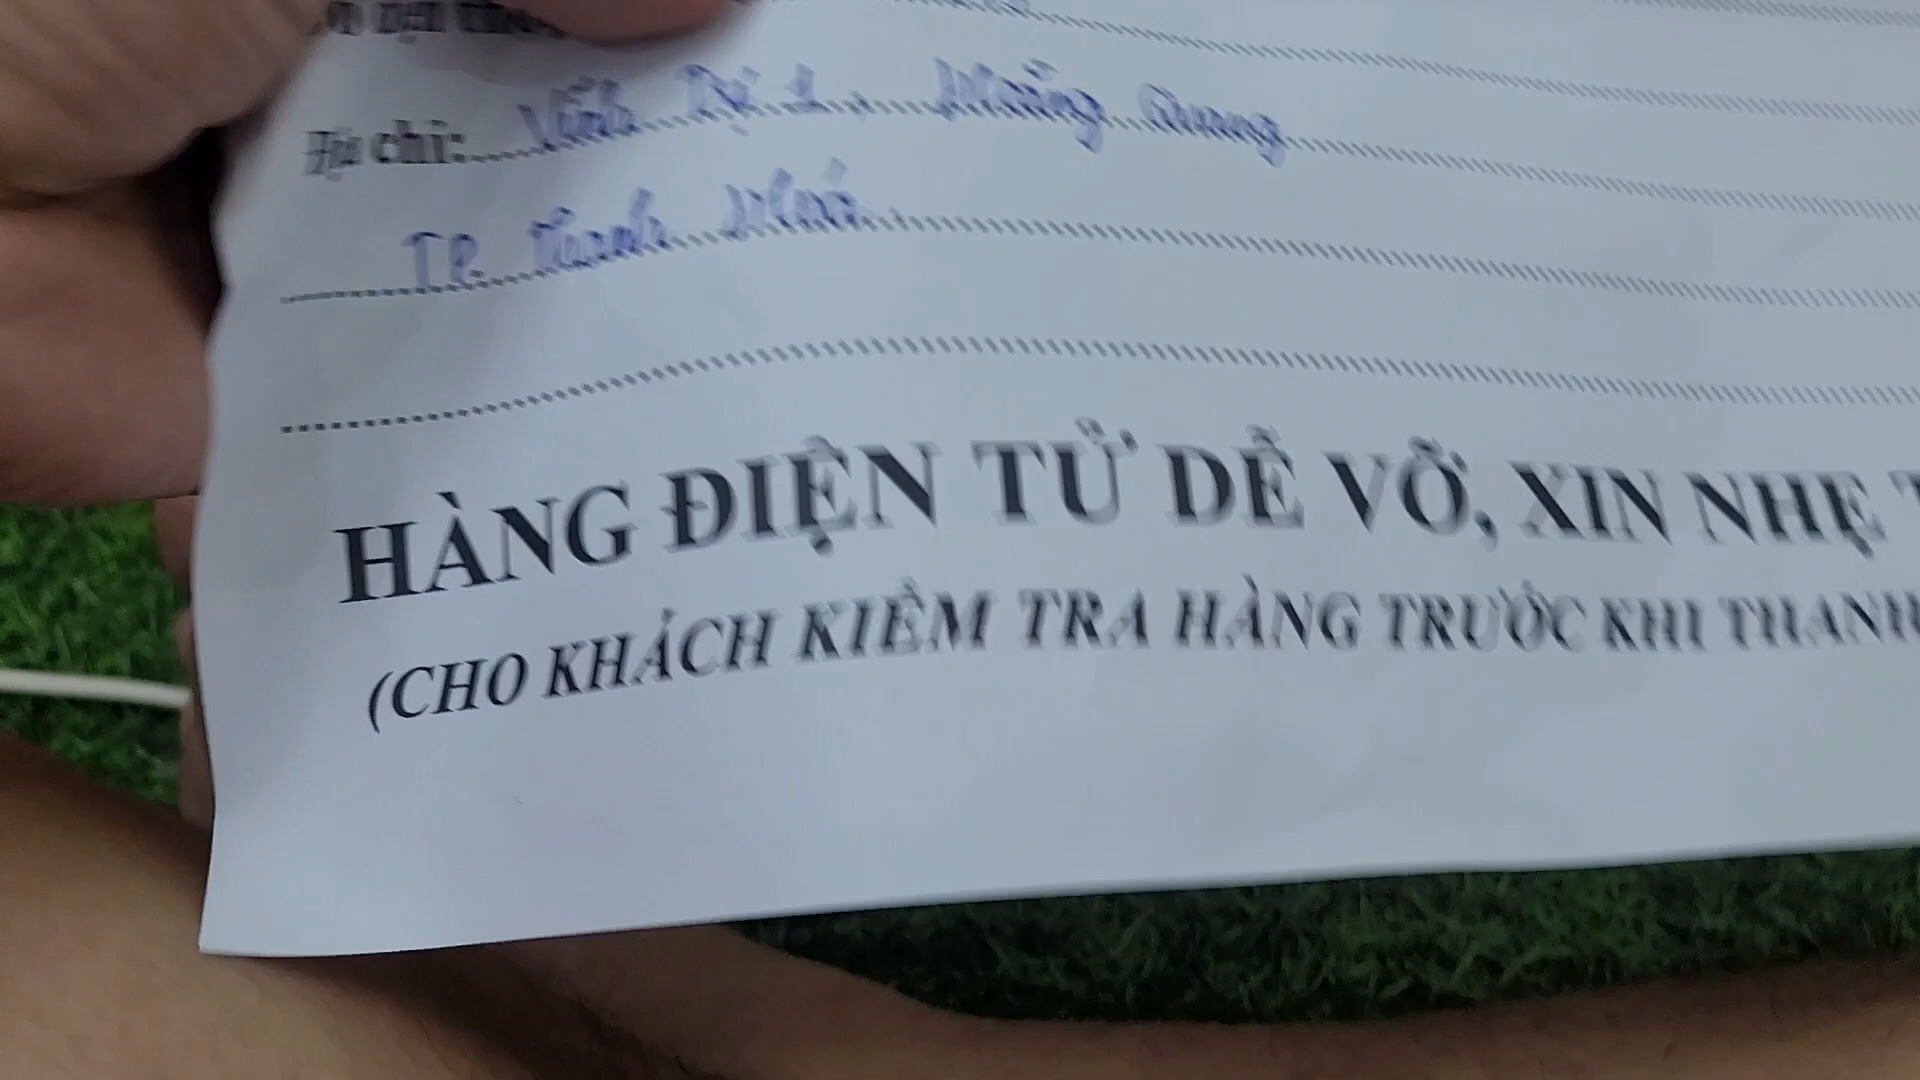 Địa chỉ: Vĩnh Trị 1, Hoằng Quang
TP. Thanh Hoá
HÀNG ĐIỆN TỬ DỄ VỠ, XIN NHẸ
(CHO KHÁCH KIỂM TRA HÀNG TRƯỚC KHI THANH